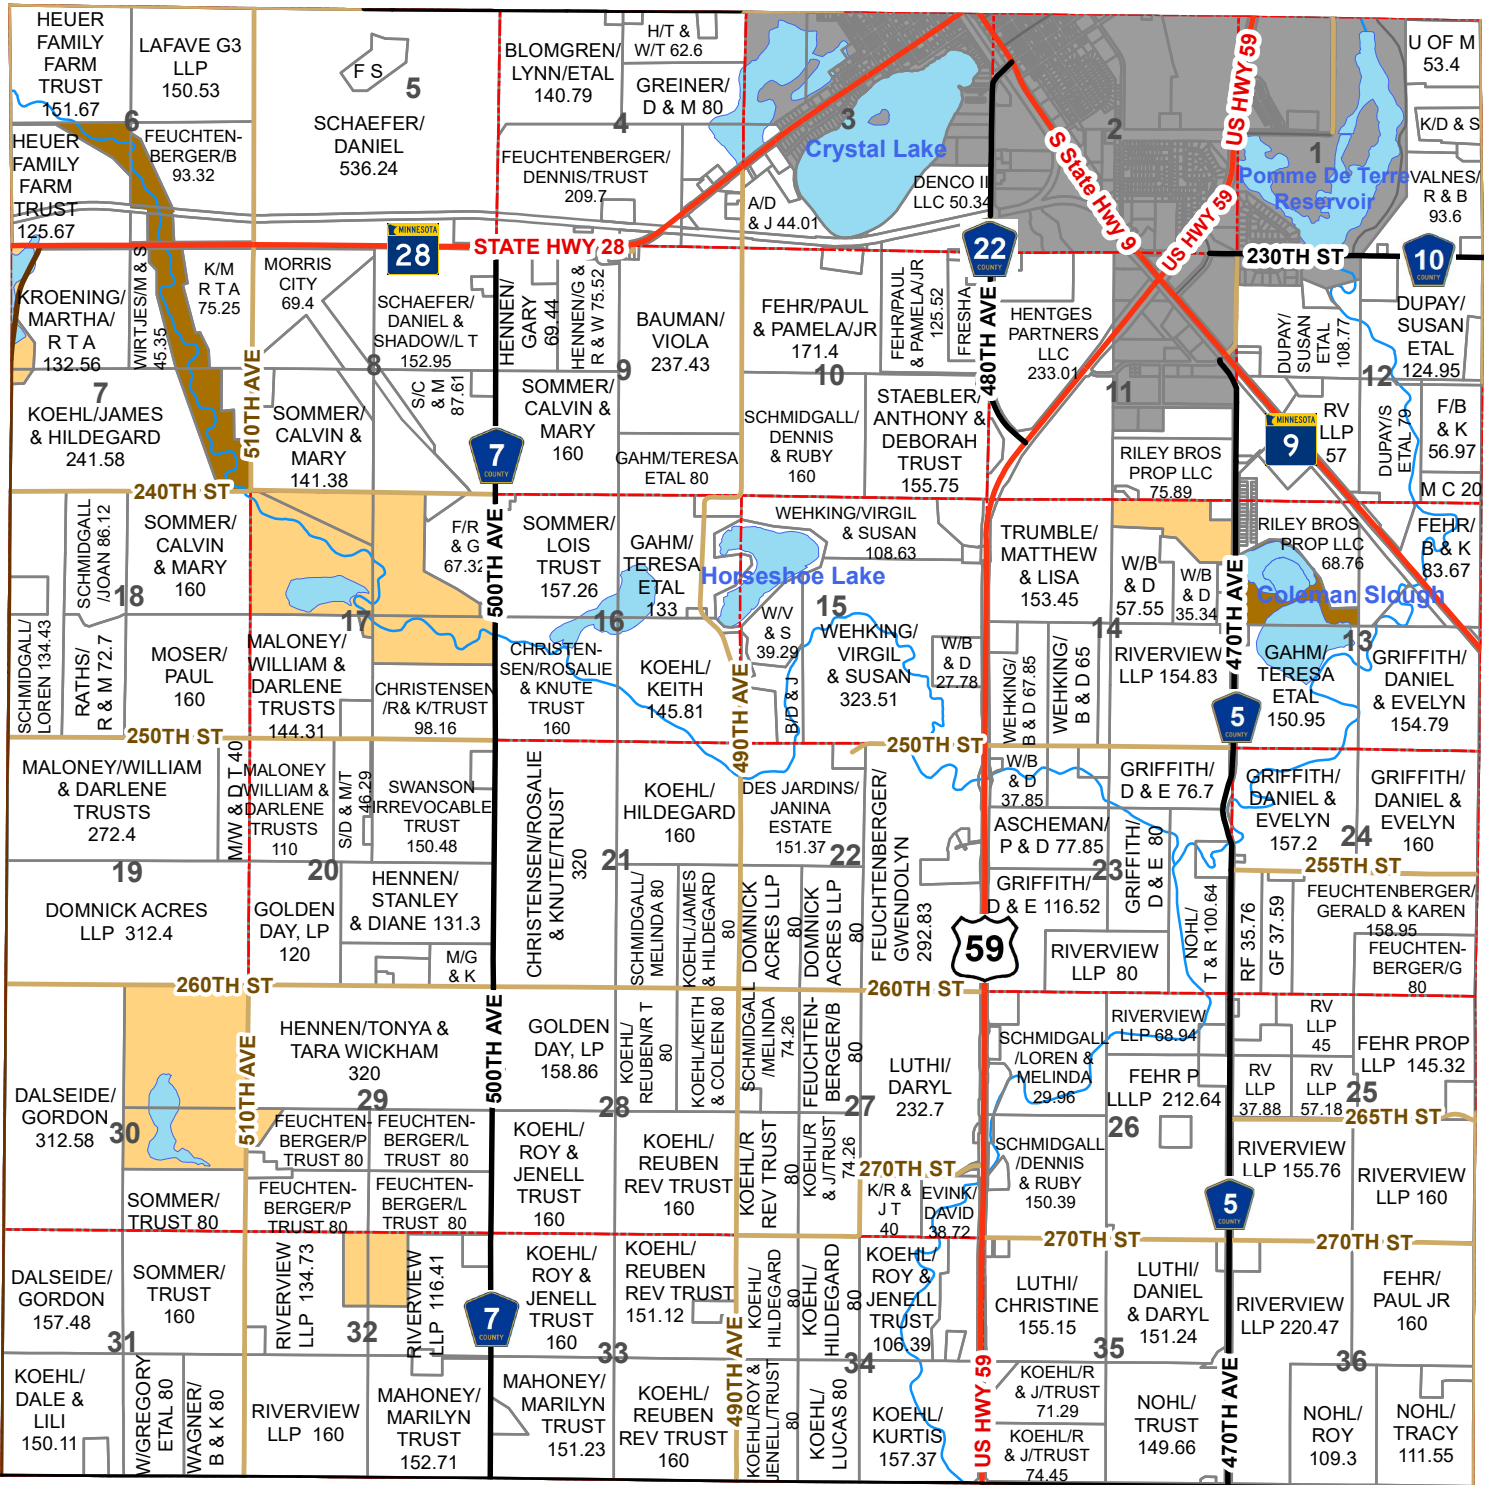 HEUER
FAMILY
FARM
TRUST
151.67
LAFAVE G3
LLP
150.53
F S
5
SCHAEFER/
DANIEL
536.24
BLOMGREN/
LYNN/ETAL
140.79
H/T &
W/T 62.6
GREINER/
D & M 80
4
3
Crystal Lake
2
1
Pomme De Terre
Reservoir
U OF M
53.4
K/D & S
VALNES/
R & B
93.6
6
HEUER
FAMILY
FARM
TRUST
125.67
FEUCHTEN-
BERGER/B
93.32
FEUCHTENBERGER/
DENNIS/TRUST
209.7
A/D
& J 44.01
DENCO II
LLC 50.34
S State Hwy 9
US HWY 59
US HWY 59
MINNESOTA
28
STATE HWY 28
22
COUNTY
230TH ST
10
COUNTY
KROENING/
MARTHA/
R T A
132.56
WIRTJES/M & S
45.35
K/M
R T A
75.25
MORRIS
CITY
69.4
SCHAEFER/
DANIEL &
SHADOW/L T
152.95
HENNEN/
GARY
69.44
HENNEN/G &
R & W 75.52
BAUMAN/
VIOLA
237.43
FEHR/PAUL
& PAMELA/JR
171.4
FEHR/PAUL
& PAMELA/JR
125.52
FRESHA
480TH AVE
HENTGES
PARTNERS
LLC
233.01
DUPAY/
SUSAN
ETAL
108.77
DUPAY/
SUSAN
ETAL
124.95
7
8
9
10
11
12
KOEHL/JAMES
& HILDEGARD
241.58
510TH AVE
SOMMER/
CALVIN &
MARY
141.38
S/C
& M
87.61
7
COUNTY
SOMMER/
CALVIN &
MARY
160
GAHM/TERESA
ETAL 80
SCHMIDGALL/
DENNIS
& RUBY
160
STAEBLER/
ANTHONY &
DEBORAH
TRUST
155.75
RILEY BROS
PROP LLC
75.89
MINNESOTA
9
RV
LLP
57
DUPAY/S
ETAL 79
F/B
& K
56.97
M C 20
240TH ST
SCHMIDGALL
/JOAN 86.12
SOMMER/
CALVIN
& MARY
160
F/R
& G
67.32
500TH AVE
SOMMER/
LOIS
TRUST
157.26
GAHM/
TERESA
ETAL
133
WEHKING/VIRGIL
& SUSAN
108.63
Horseshoe Lake
TRUMBLE/
MATTHEW
& LISA
153.45
W/B
& D
57.55
W/B
& D
35.34
470TH AVE
RILEY BROS
PROP LLC
68.76
Coleman Slough
FEHR/
B & K
83.67
18
17
16
15
14
13
SCHMIDGALL/
LOREN 134.43
RATHS/
R & M 72.7
MOSER/
PAUL
160
MALONEY/
WILLIAM &
DARLENE
TRUSTS
144.31
CHRISTENSEN
/R& K/TRUST
98.16
CHRISTEN-
SEN/ROSALIE
& KNUTE
TRUST
160
KOEHL/
KEITH
145.81
490TH AVE
W/V
& S
39.29
B/D & J
WEHKING/
VIRGIL
& SUSAN
323.51
W/B
& D
27.78
WEHKING/
B & D 67.85
WEHKING/
B & D 65
RIVERVIEW
LLP 154.83
5
COUNTY
GAHM/
TERESA
ETAL
150.95
GRIFFITH/
DANIEL
& EVELYN
154.79
250TH ST
250TH ST
MALONEY/WILLIAM
& DARLENE
TRUSTS
272.4
M/W & D T 40
MALONEY
/WILLIAM &
DARLENE
TRUSTS
110
S/D & M/T
46.29
SWANSON
IRREVOCABLE
TRUST
150.48
CHRISTENSEN/ROSALIE
& KNUTE/TRUST
320
KOEHL/
HILDEGARD
160
DES JARDINS/
JANINA
ESTATE
151.37
FEUCHTENBERGER/
GWENDOLYN
292.83
W/B
& D
37.85
ASCHEMAN/
P & D 77.85
GRIFFITH/
D & E 76.7
GRIFFITH/
D & E 80
GRIFFITH/
DANIEL &
EVELYN
157.2
GRIFFITH/
DANIEL &
EVELYN
160
19
20
21
22
23
24
255TH ST
DOMNICK ACRES
LLP 312.4
GOLDEN
DAY, LP
120
HENNEN/
STANLEY
& DIANE 131.3
M/G
& K
SCHMIDGALL/
MELINDA 80
KOEHL/JAMES
& HILDEGARD
80
DOMNICK
ACRES LLP
80
DOMNICK
ACRES LLP
80
59
GRIFFITH/
D & E 116.52
RIVERVIEW
LLP 80
NOHL/
T & R 100.64
RF 35.76
GF 37.59
FEUCHTENBERGER/
GERALD & KAREN
158.95
FEUCHTEN-
BERGER/G
80
260TH ST
260TH ST
DALSEIDE/
GORDON
312.58
510TH AVE
HENNEN/TONYA &
TARA WICKHAM
320
500TH AVE
GOLDEN
DAY, LP
158.86
KOEHL/
REUBEN/R T
80
KOEHL/KEITH
& COLEEN 80
SCHMIDGALL
/MELINDA
74.26
FEUCHTEN-
BERGER/B
80
LUTHI/
DARYL
232.7
SCHMIDGALL
/LOREN &
MELINDA
29.96
RIVERVIEW
LLP 68.94
FEHR P
LLLP 212.64
RV
LLP
45
RV
LLP
37.88
RV
LLP
57.18
FEHR PROP
LLP 145.32
30
29
28
27
26
25
265TH ST
FEUCHTEN-
BERGER/P
TRUST 80
FEUCHTEN-
BERGER/L
TRUST 80
KOEHL/
ROY &
JENELL
TRUST
160
KOEHL/
REUBEN
REV TRUST
160
KOEHL/R
REV TRUST
80
KOEHL/R
& J/TRUST
74.26
270TH ST
K/R &
J T
40
EVINK/
DAVID
38.72
SCHMIDGALL
/DENNIS
& RUBY
150.39
RIVERVIEW
LLP 155.76
RIVERVIEW
LLP 160
SOMMER/
TRUST 80
FEUCHTEN-
BERGER/P
TRUST 80
FEUCHTEN-
BERGER/L
TRUST 80
5
COUNTY
270TH ST
270TH ST
DALSEIDE/
GORDON
157.48
SOMMER/
TRUST
160
RIVERVIEW
LLP 134.73
RIVERVIEW
LLP 116.41
7
COUNTY
KOEHL/
ROY &
JENELL
TRUST
160
KOEHL/
REUBEN
REV TRUST
151.12
490TH AVE
KOEHL/
HILDEGARD
80
KOEHL/
HILDEGARD
80
KOEHL/
ROY &
JENELL
TRUST
106.39
LUTHI/
CHRISTINE
155.15
LUTHI/
DANIEL
& DARYL
151.24
RIVERVIEW
LLP 220.47
FEHR/
PAUL JR
160
31
32
33
34
35
36
KOEHL/
DALE &
LILI
150.11
W/GREGORY
ETAL 80
WAGNER/
B & K 80
RIVERVIEW
LLP 160
MAHONEY/
MARILYN
TRUST
152.71
MAHONEY/
MARILYN
TRUST
151.23
KOEHL/
REUBEN
REV TRUST
160
KOEHL/ROY &
JENELL/TRUST
80
KOEHL/
LUCAS 80
KOEHL/
KURTIS
157.37
US HWY 59
KOEHL/R
& J/TRUST
71.29
KOEHL/R
& J/TRUST
74.45
NOHL/
TRUST
149.66
470TH AVE
NOHL/
ROY
109.3
NOHL/
TRACY
111.55